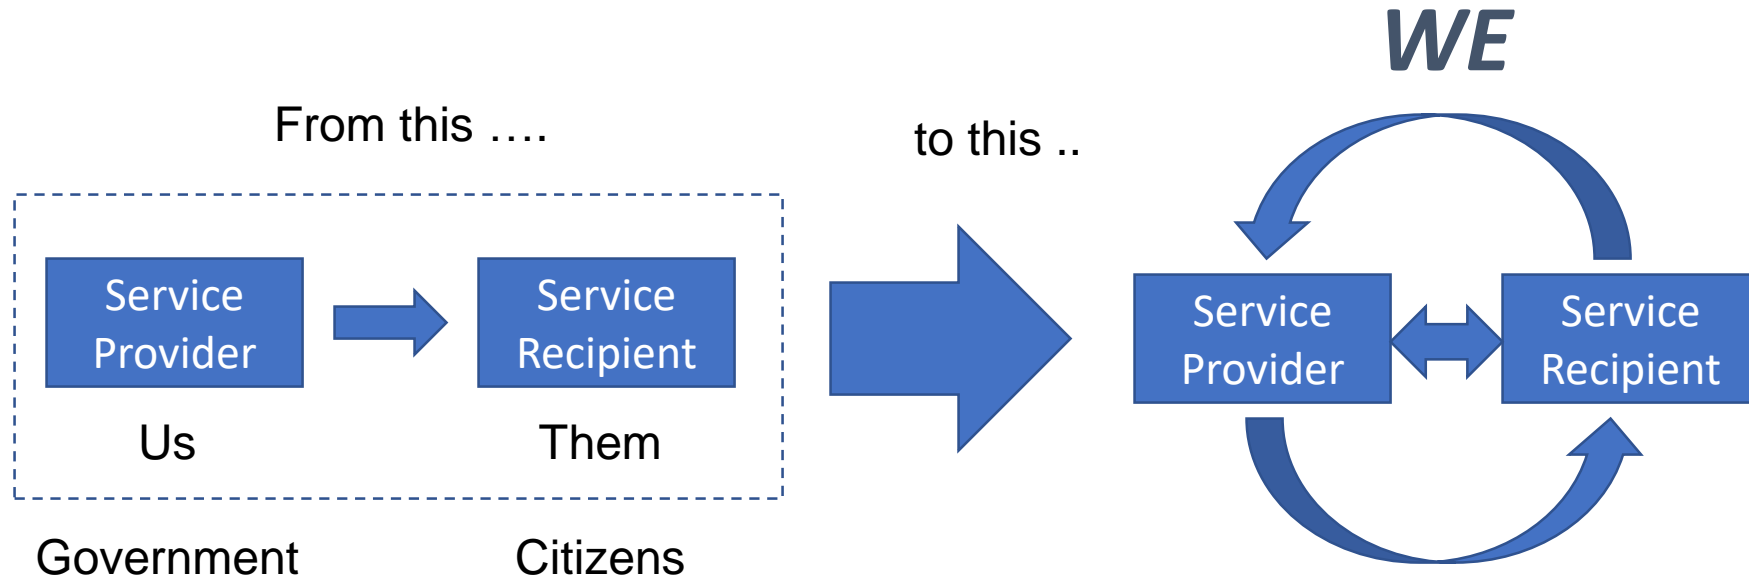 WE
From this ....
to this ..
Service
Provider
Service
Recipient
Us
Them
Government
Citizens
Service
Provider
Service
Recipient